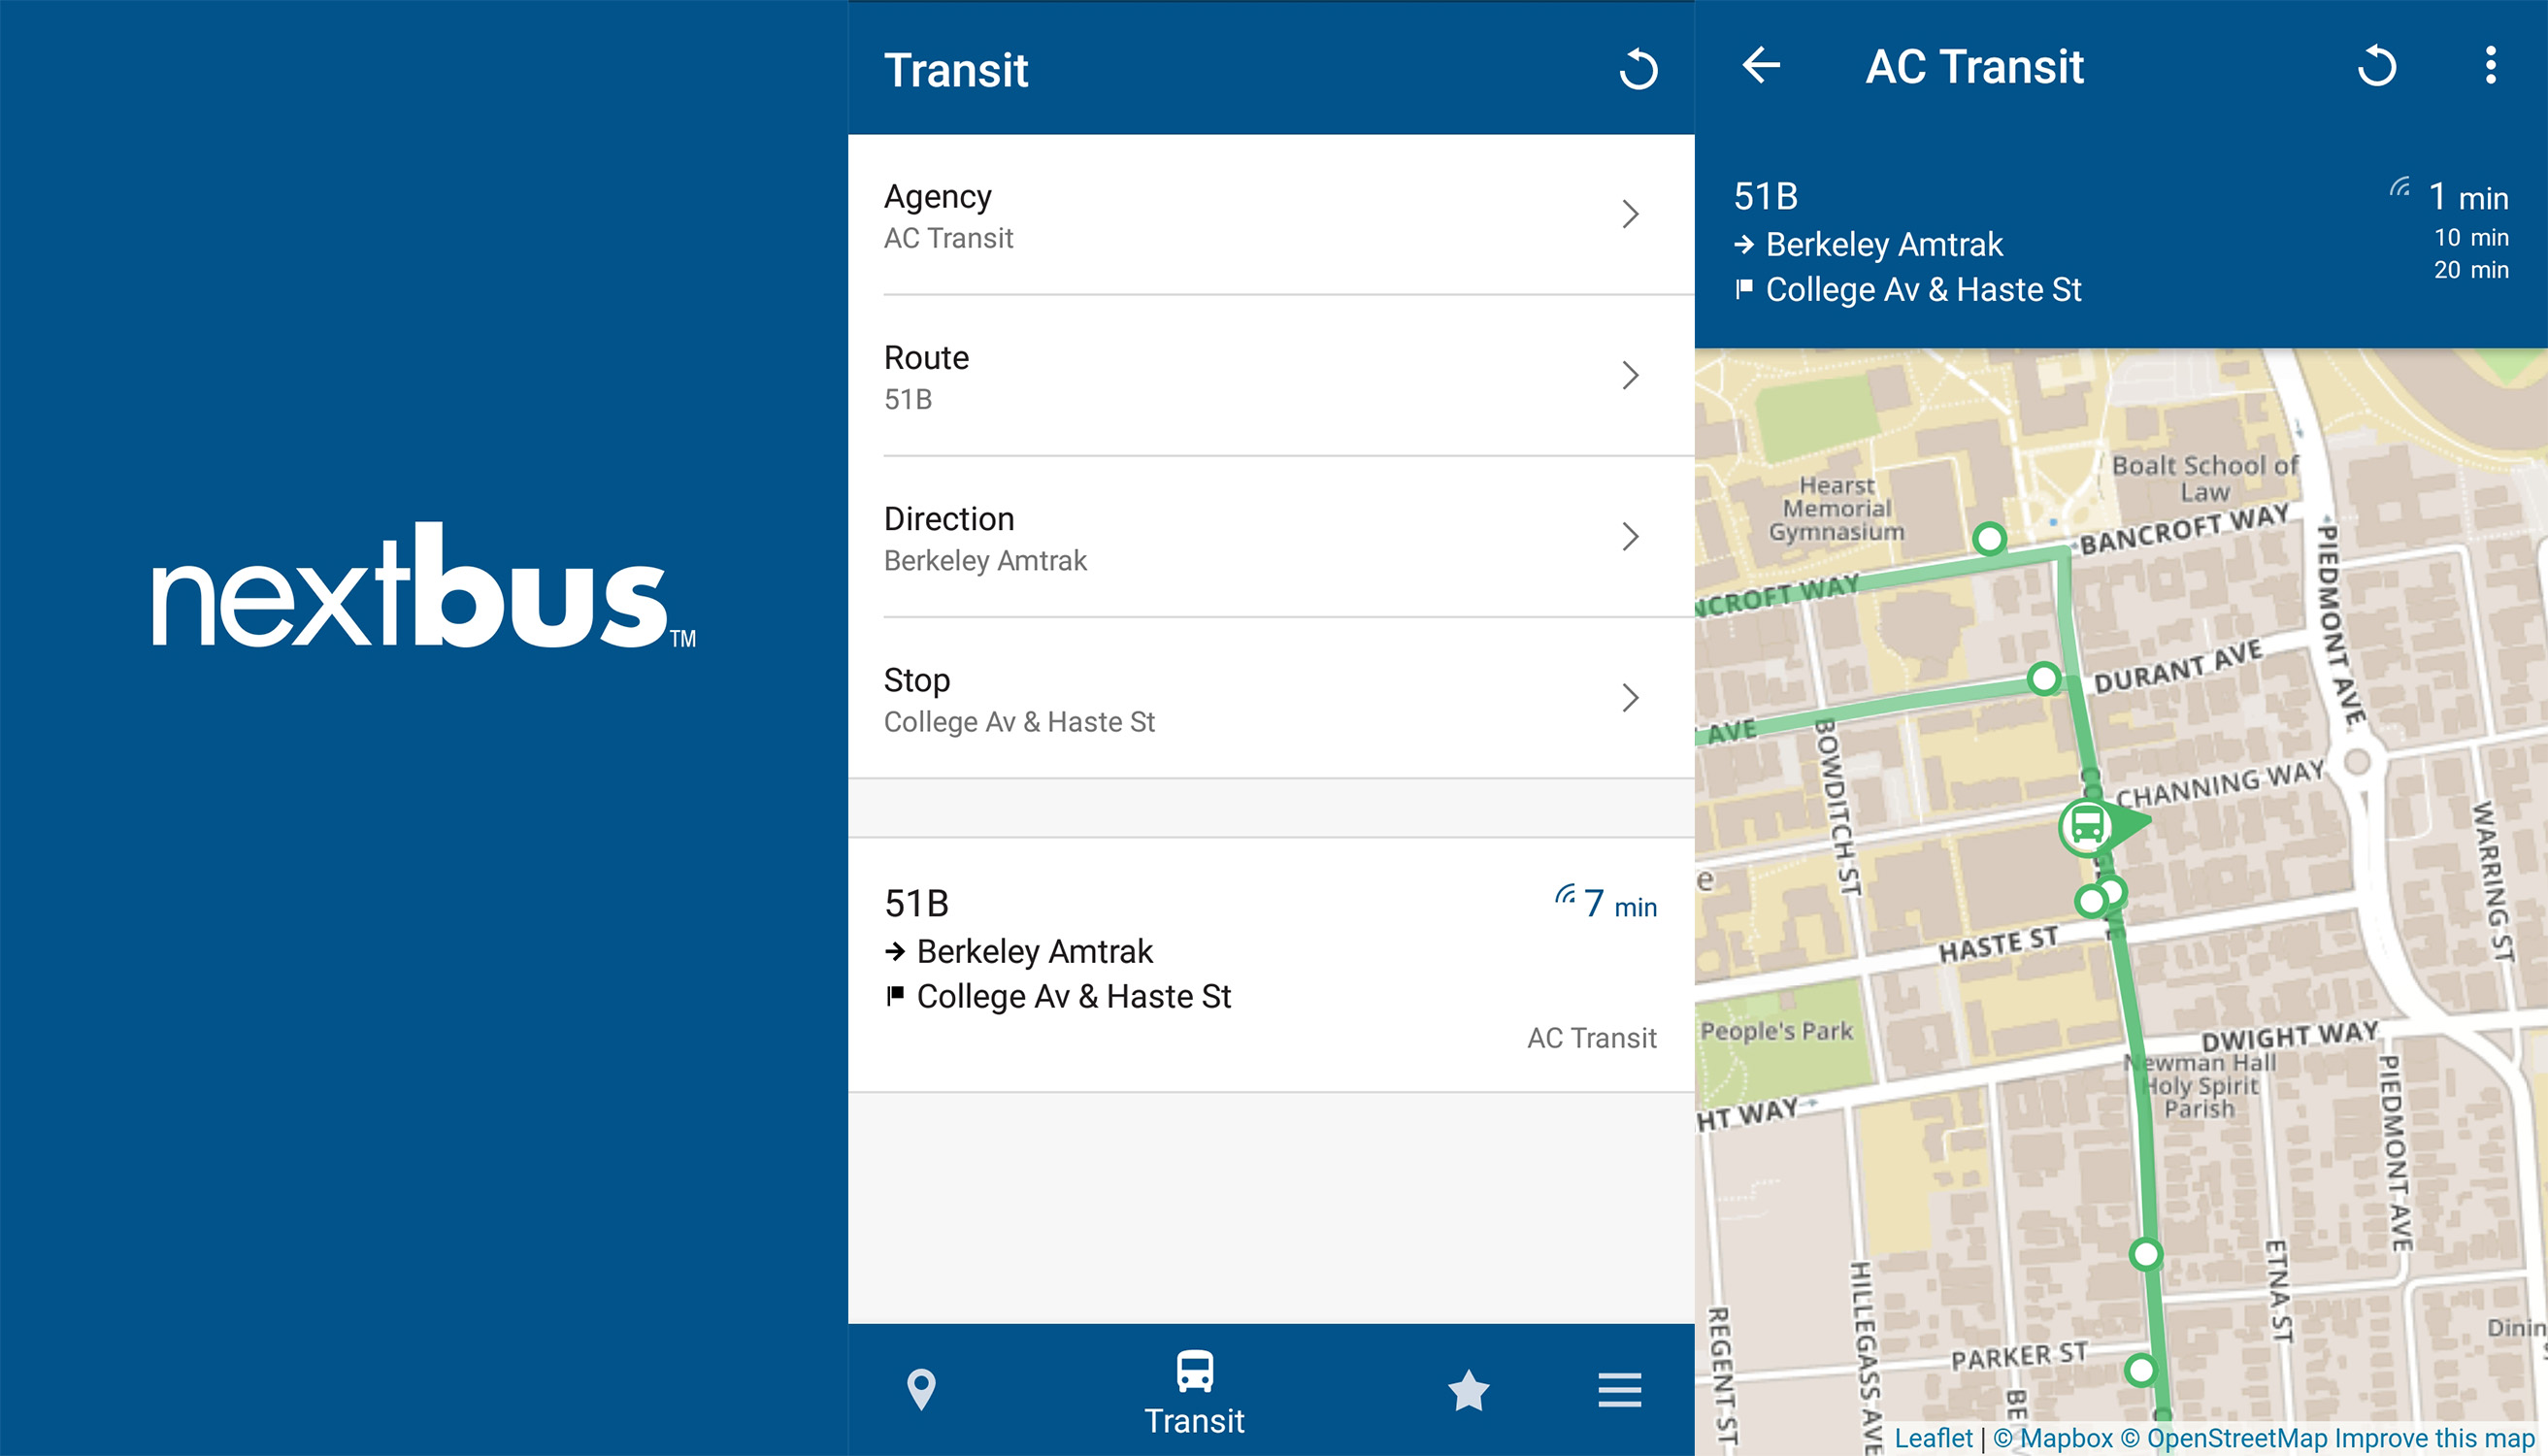 nextbus™
Transit
Agency
AC Transit
Route
51B
Direction
Berkeley Amtrak
Stop
College Av & Haste St
51B
7 min
Berkeley Amtrak
College Av & Haste St
AC Transit
Transit
AC Transit
51B
1 min
Berkeley Amtrak
10 min
20 min
College Av & Haste St
Boalt School of
Law
Hearst
Memorial
Gymnasium
BANCROFT WAY
NCROFT WAY
PIEDMONT AVE
DURANT AVE
AVE
BOWDITCH ST
CHANNING WAY
WARRING ST
e
HASTE ST
People's Park
DWIGHT WAY
Newman Hall
Holy Spirit
Parish
HT WAY
PIEDMONT AVE
ETNA ST
HILLEGASS AVE
REGENT ST
PARKER ST
BE
Dinin
Leaflet | © Mapbox © OpenStreetMap Improve this map